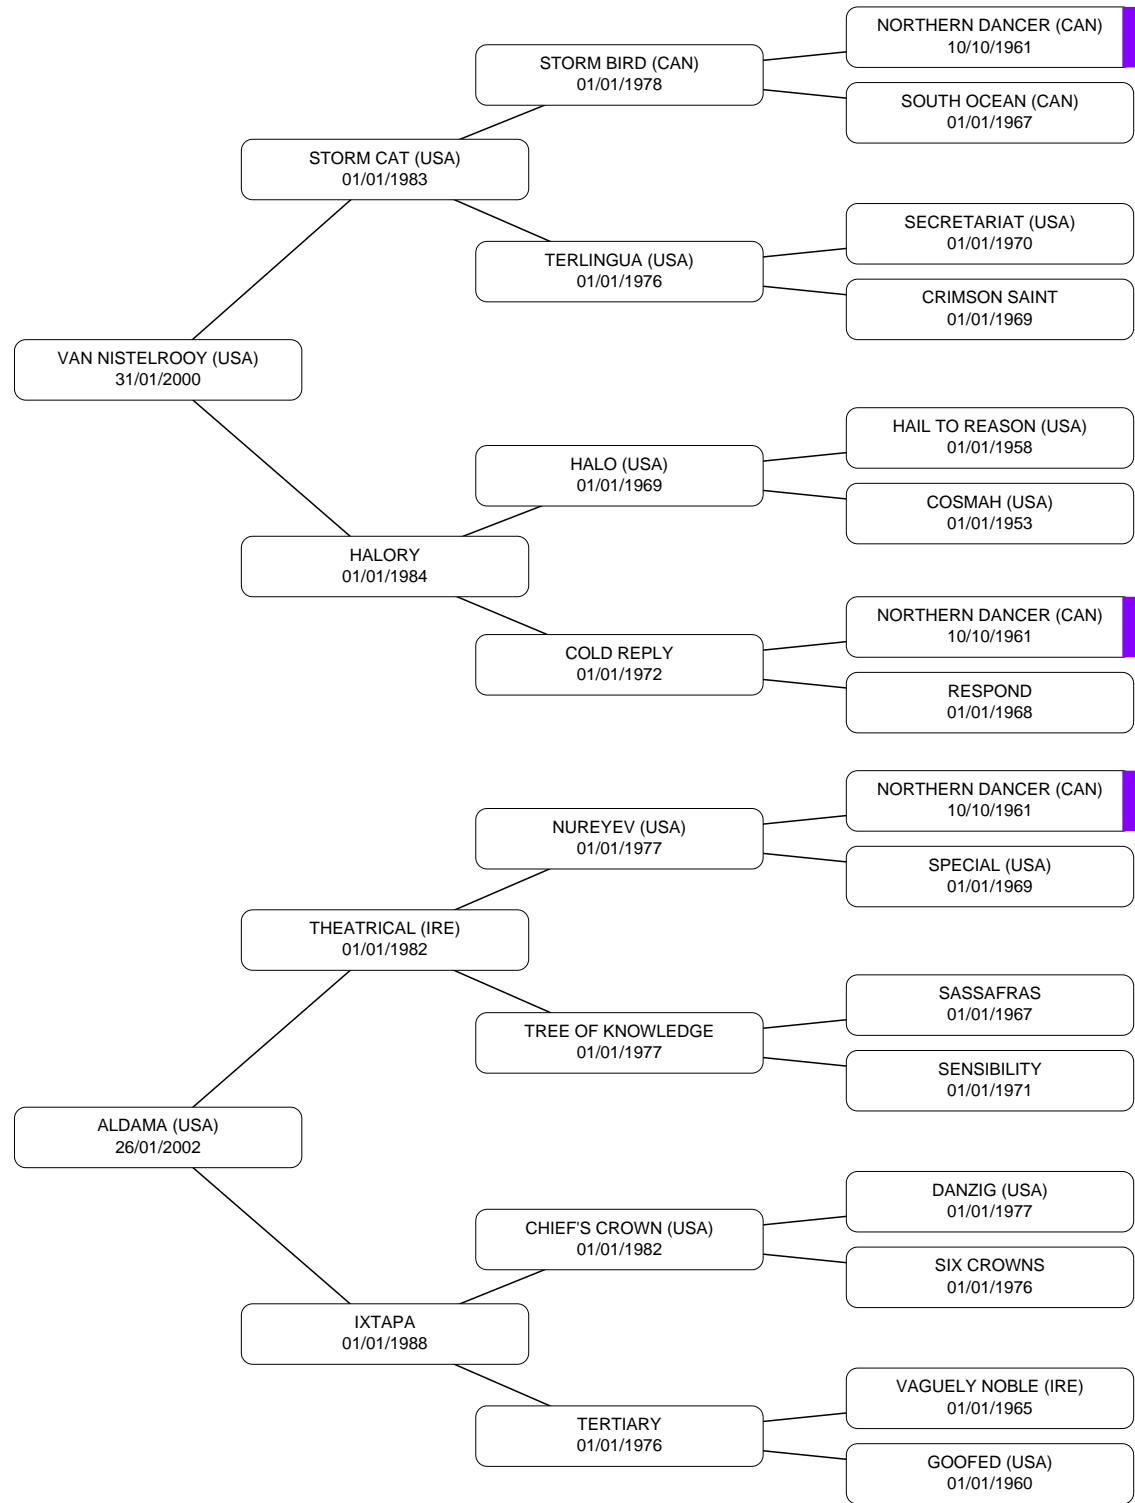 NORTHERN DANCER (CAN)
10/10/1961
STORM BIRD (CAN)
01/01/1978
SOUTH OCEAN (CAN)
01/01/1967
STORM CAT (USA)
01/01/1983
SECRETARIAT (USA)
01/01/1970
TERLINGUA (USA)
01/01/1976
CRIMSON SAINT
01/01/1969
VAN NISTELROOY (USA)
31/01/2000
HAIL TO REASON (USA)
01/01/1958
HALO (USA)
01/01/1969
COSMAH (USA)
01/01/1953
HALORY
01/01/1984
NORTHERN DANCER (CAN)
10/10/1961
COLD REPLY
01/01/1972
RESPOND
01/01/1968
NORTHERN DANCER (CAN)
10/10/1961
NUREYEV (USA)
01/01/1977
SPECIAL (USA)
01/01/1969
THEATRICAL (IRE)
01/01/1982
SASSAFRAS
01/01/1967
TREE OF KNOWLEDGE
01/01/1977
SENSIBILITY
01/01/1971
ALDAMA (USA)
26/01/2002
DANZIG (USA)
01/01/1977
CHIEF'S CROWN (USA)
01/01/1982
SIX CROWNS
01/01/1976
IXTAPA
01/01/1988
VAGUELY NOBLE (IRE)
01/01/1965
TERTIARY
01/01/1976
GOOFED (USA)
01/01/1960